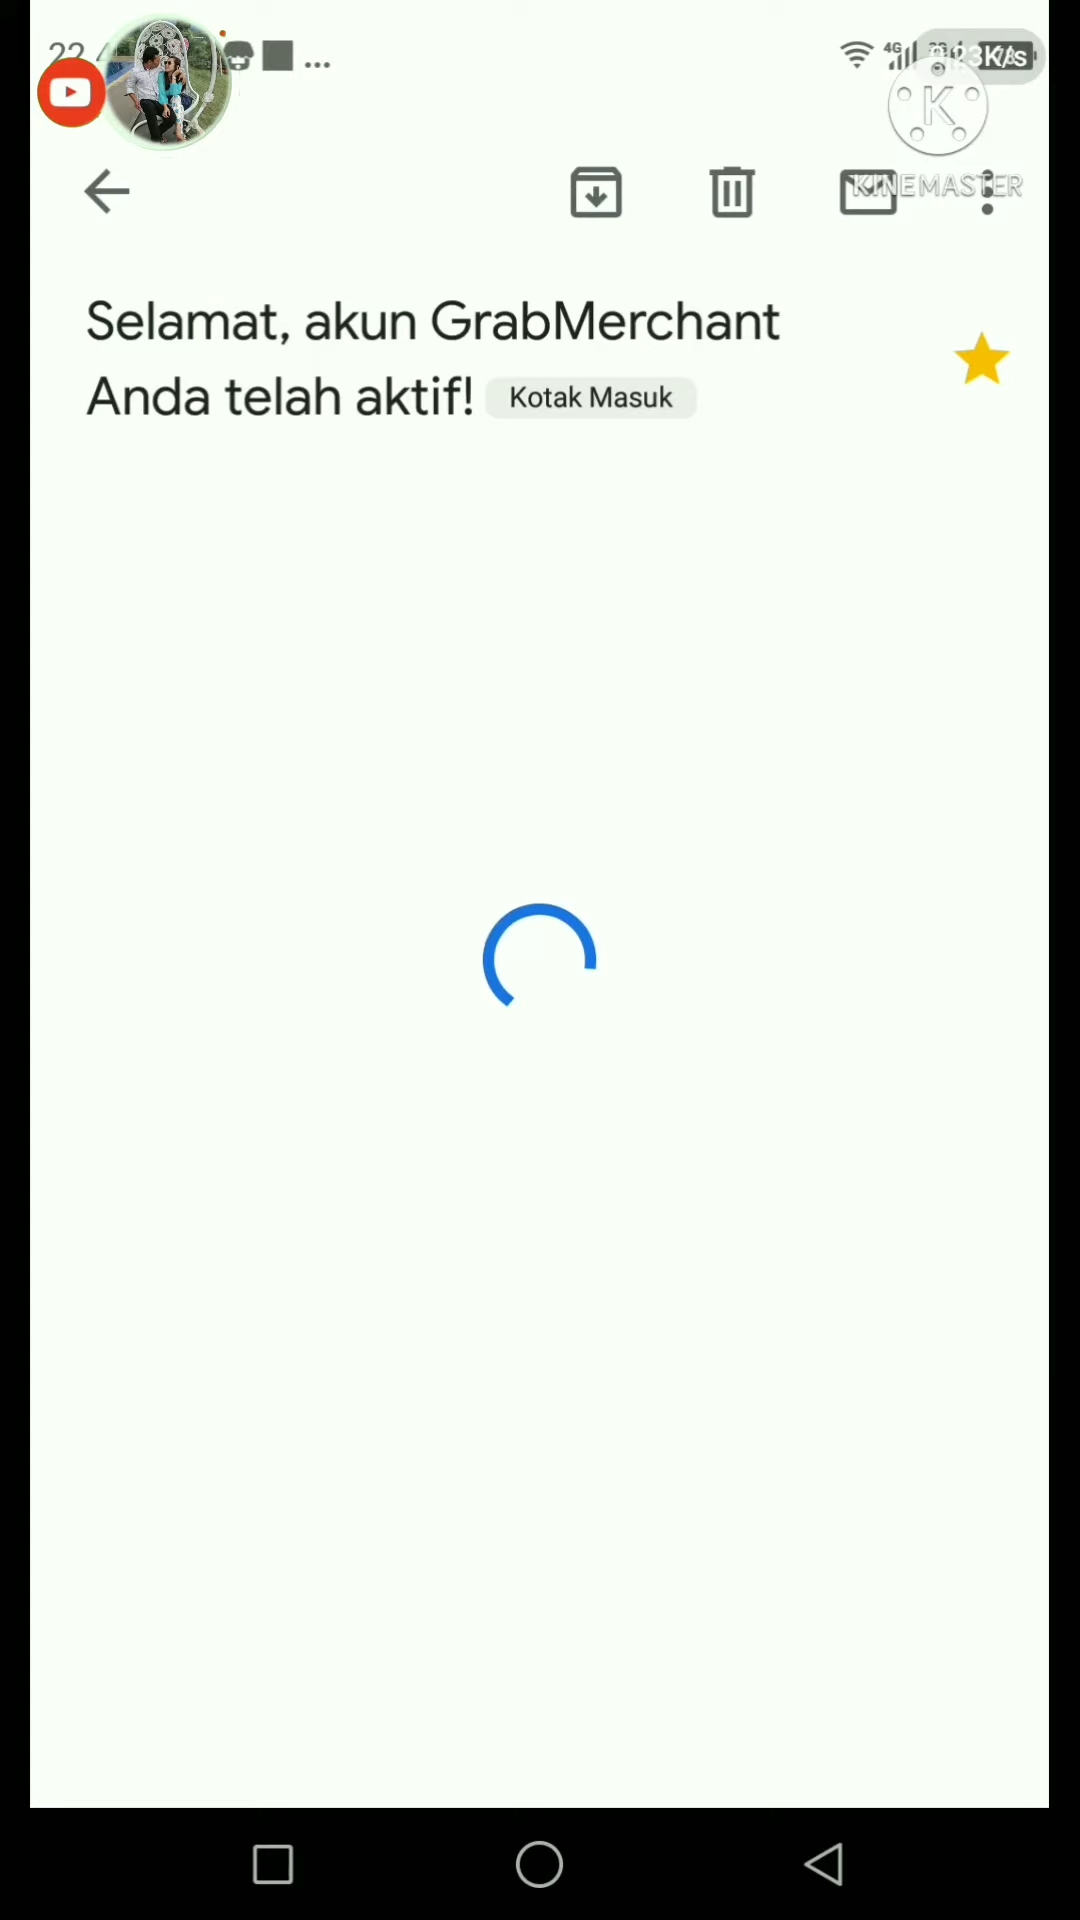 K/s
KINEMASTER
Selamat, akun GrabMerchant
Anda telah aktif! Kotak Masuk